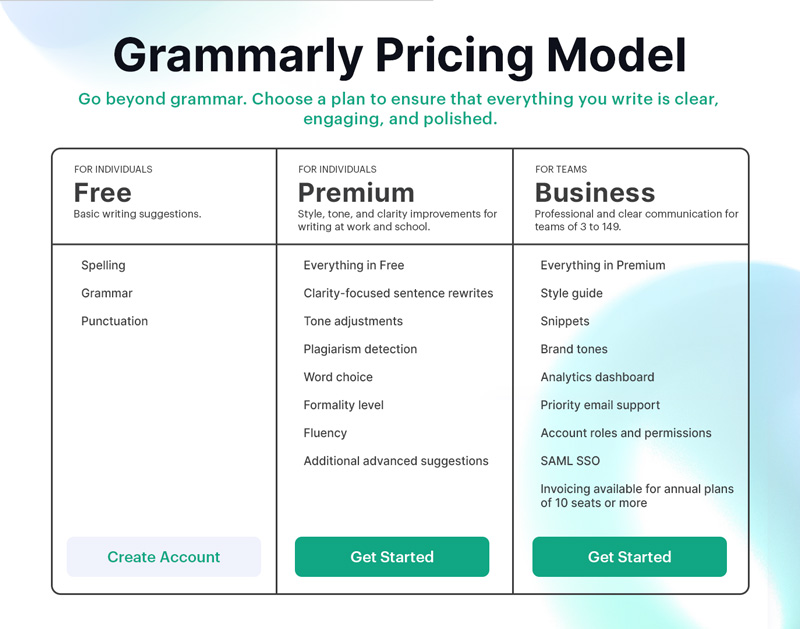 Grammarly Pricing Model
Go beyond grammar. Choose a plan to ensure that everything you write is clear,
engaging, and polished.
FOR INDIVIDUALS
Free
Basic writing suggestions.
Spelling
Grammar
Punctuation
Create Account
FOR INDIVIDUALS
Premium
Style, tone, and clarity improvements for
writing at work and school.
Everything in Free
Clarity-focused sentence rewrites
Tone adjustments
Plagiarism detection
Word choice
Formality level
Fluency
Additional advanced suggestions
Get Started
FOR TEAMS
Business
Professional and clear communication for
teams of 3 to 149.
Everything in Premium
Style guide
Snippets
Brand tones
Analytics dashboard
Priority email support
Account roles and permissions
SAML SSO
Invoicing available for annual plans
of 10 seats or more
Get Started